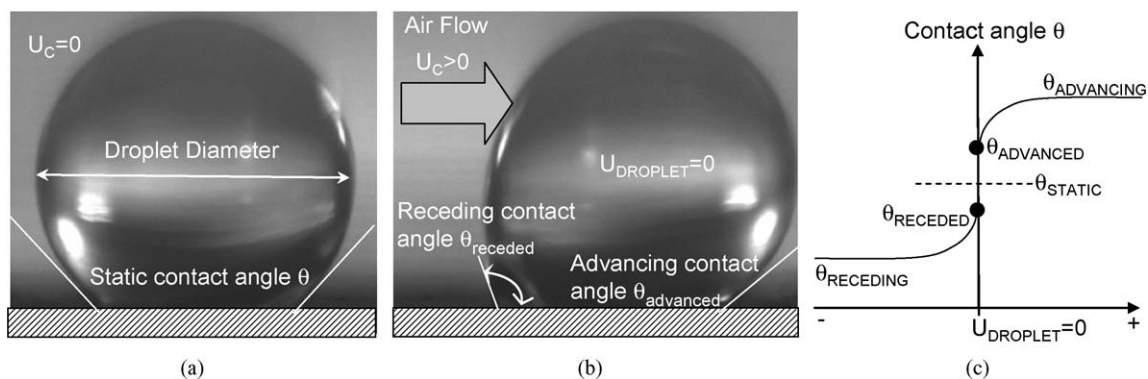 U_C=0
Droplet Diameter
Static contact angle θ
(a)
Air Flow
U_C>0
U_DROPLET=0
Receding contact
angle θ_receded
Advancing contact
angle θ_advanced
(b)
Contact angle θ
θ_ADVANCING
θ_ADVANCED
θ_STATIC
θ_RECEDED
θ_RECEDING
- +
U_DROPLET=0
(c)